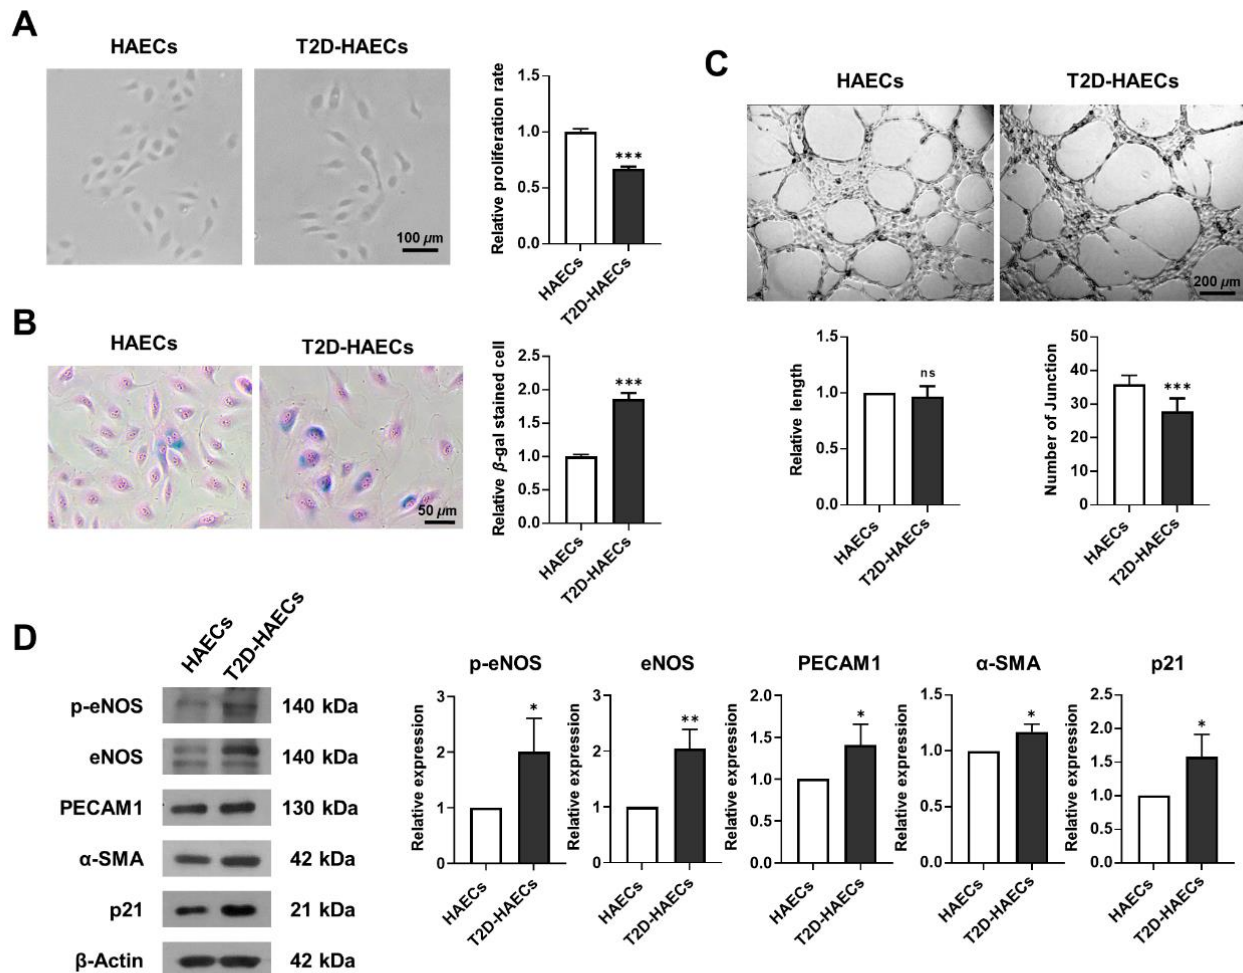 A
HAECs
T2D-HAECs
100 μm
Relative proliferation rate
1.5
1.0
0.5
0.0
***
HAECs
T2D-HAECs
B
HAECs
T2D-HAECs
50 μm
Relative β-gal stained cell
2.5
2.0
1.5
1.0
0.5
0.0
***
HAECs
T2D-HAECs
C
HAECs
T2D-HAECs
200 μm
Relative length
1.5
1.0
0.5
0.0
ns
HAECs
T2D-HAECs
Number of Junction
50
40
30
20
10
0
***
HAECs
T2D-HAECs
D
HAECs
T2D-HAECs
p-eNOS 140 kDa
eNOS 140 kDa
PECAM1 130 kDa
α-SMA 42 kDa
p21 21 kDa
β-Actin 42 kDa
p-eNOS
Relative expression
3
2
1
0
*
HAECs
T2D-HAECs
eNOS
Relative expression
3
2
1
0
**
HAECs
T2D-HAECs
PECAM1
Relative expression
2.0
1.5
1.0
0.5
0.0
*
HAECs
T2D-HAECs
α-SMA
Relative expression
1.5
1.0
0.5
0.0
*
HAECs
T2D-HAECs
p21
Relative expression
2.5
2.0
1.5
1.0
0.5
0.0
*
HAECs
T2D-HAECs